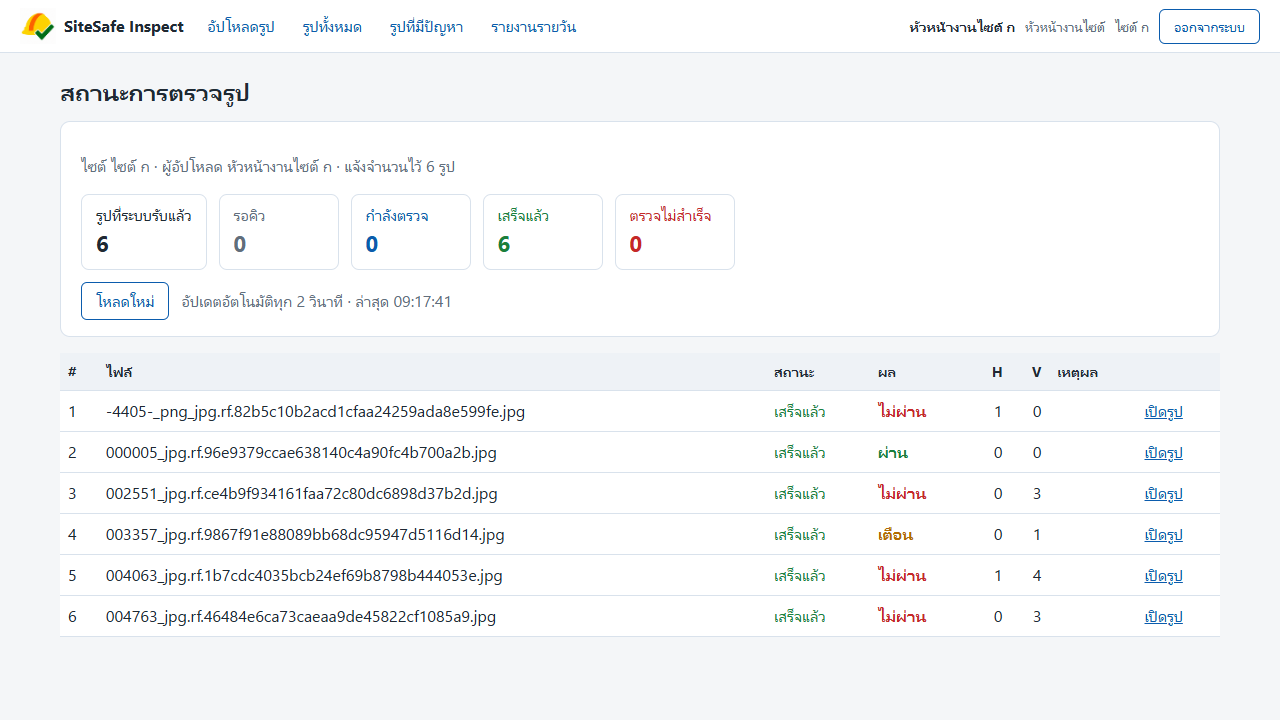 SiteSafe Inspect อัปโหลดรูป รูปทั้งหมด รูปที่มีปัญหา รายงานรายวัน หัวหน้างานไซต์ ก หัวหน้างานไซต์ ไซต์ ก ออกจากระบบ
สถานะการตรวจรูป
ไซต์ ไซต์ ก · ผู้อัปโหลด หัวหน้างานไซต์ ก · แจ้งจำนวนไว้ 6 รูป
รูปที่ระบบรับแล้ว รอคิว กำลังตรวจ เสร็จแล้ว ตรวจไม่สำเร็จ
6 0 0 6 0
โหลดใหม่ อัปเดตอัตโนมัติทุก 2 วินาที · ล่าสุด 09:17:41
# ไฟล์ สถานะ ผล H V เหตุผล
1 -4405-_png_jpg.rf.82b5c10b2acd1cfaa24259ada8e599fe.jpg เสร็จแล้ว ไม่ผ่าน 1 0 เปิดรูป
2 000005_jpg.rf.96e9379ccae638140c4a90fc4b700a2b.jpg เสร็จแล้ว ผ่าน 0 0 เปิดรูป
3 002551_jpg.rf.ce4b9f934161faa72c80dc6898d37b2d.jpg เสร็จแล้ว ไม่ผ่าน 0 3 เปิดรูป
4 003357_jpg.rf.9867f91e88089bb68dc95947d5116d14.jpg เสร็จแล้ว เตือน 0 1 เปิดรูป
5 004063_jpg.rf.1b7cdc4035bcb24ef69b8798b444053e.jpg เสร็จแล้ว ไม่ผ่าน 1 4 เปิดรูป
6 004763_jpg.rf.46484e6ca73caeaa9de45822cf1085a9.jpg เสร็จแล้ว ไม่ผ่าน 0 3 เปิดรูป